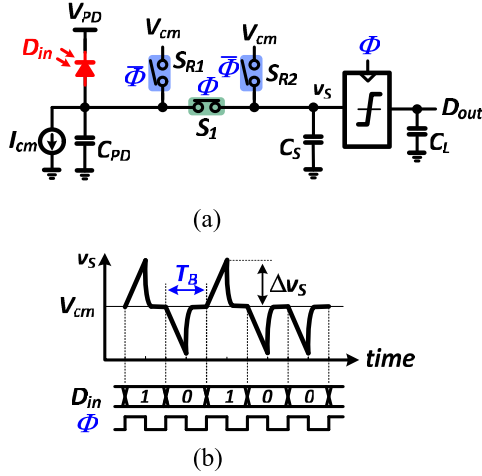 V_PD
V_cm
V_cm
D_in
Φ̅
S_R1
Φ
Φ̅
S_R2
Φ
S_1
v_S
D_out
I_cm
C_PD
C_S
C_L
(a)
v_S
T_B
Δv_S
V_cm
time
D_in 1 0 1 0 0
Φ
(b)